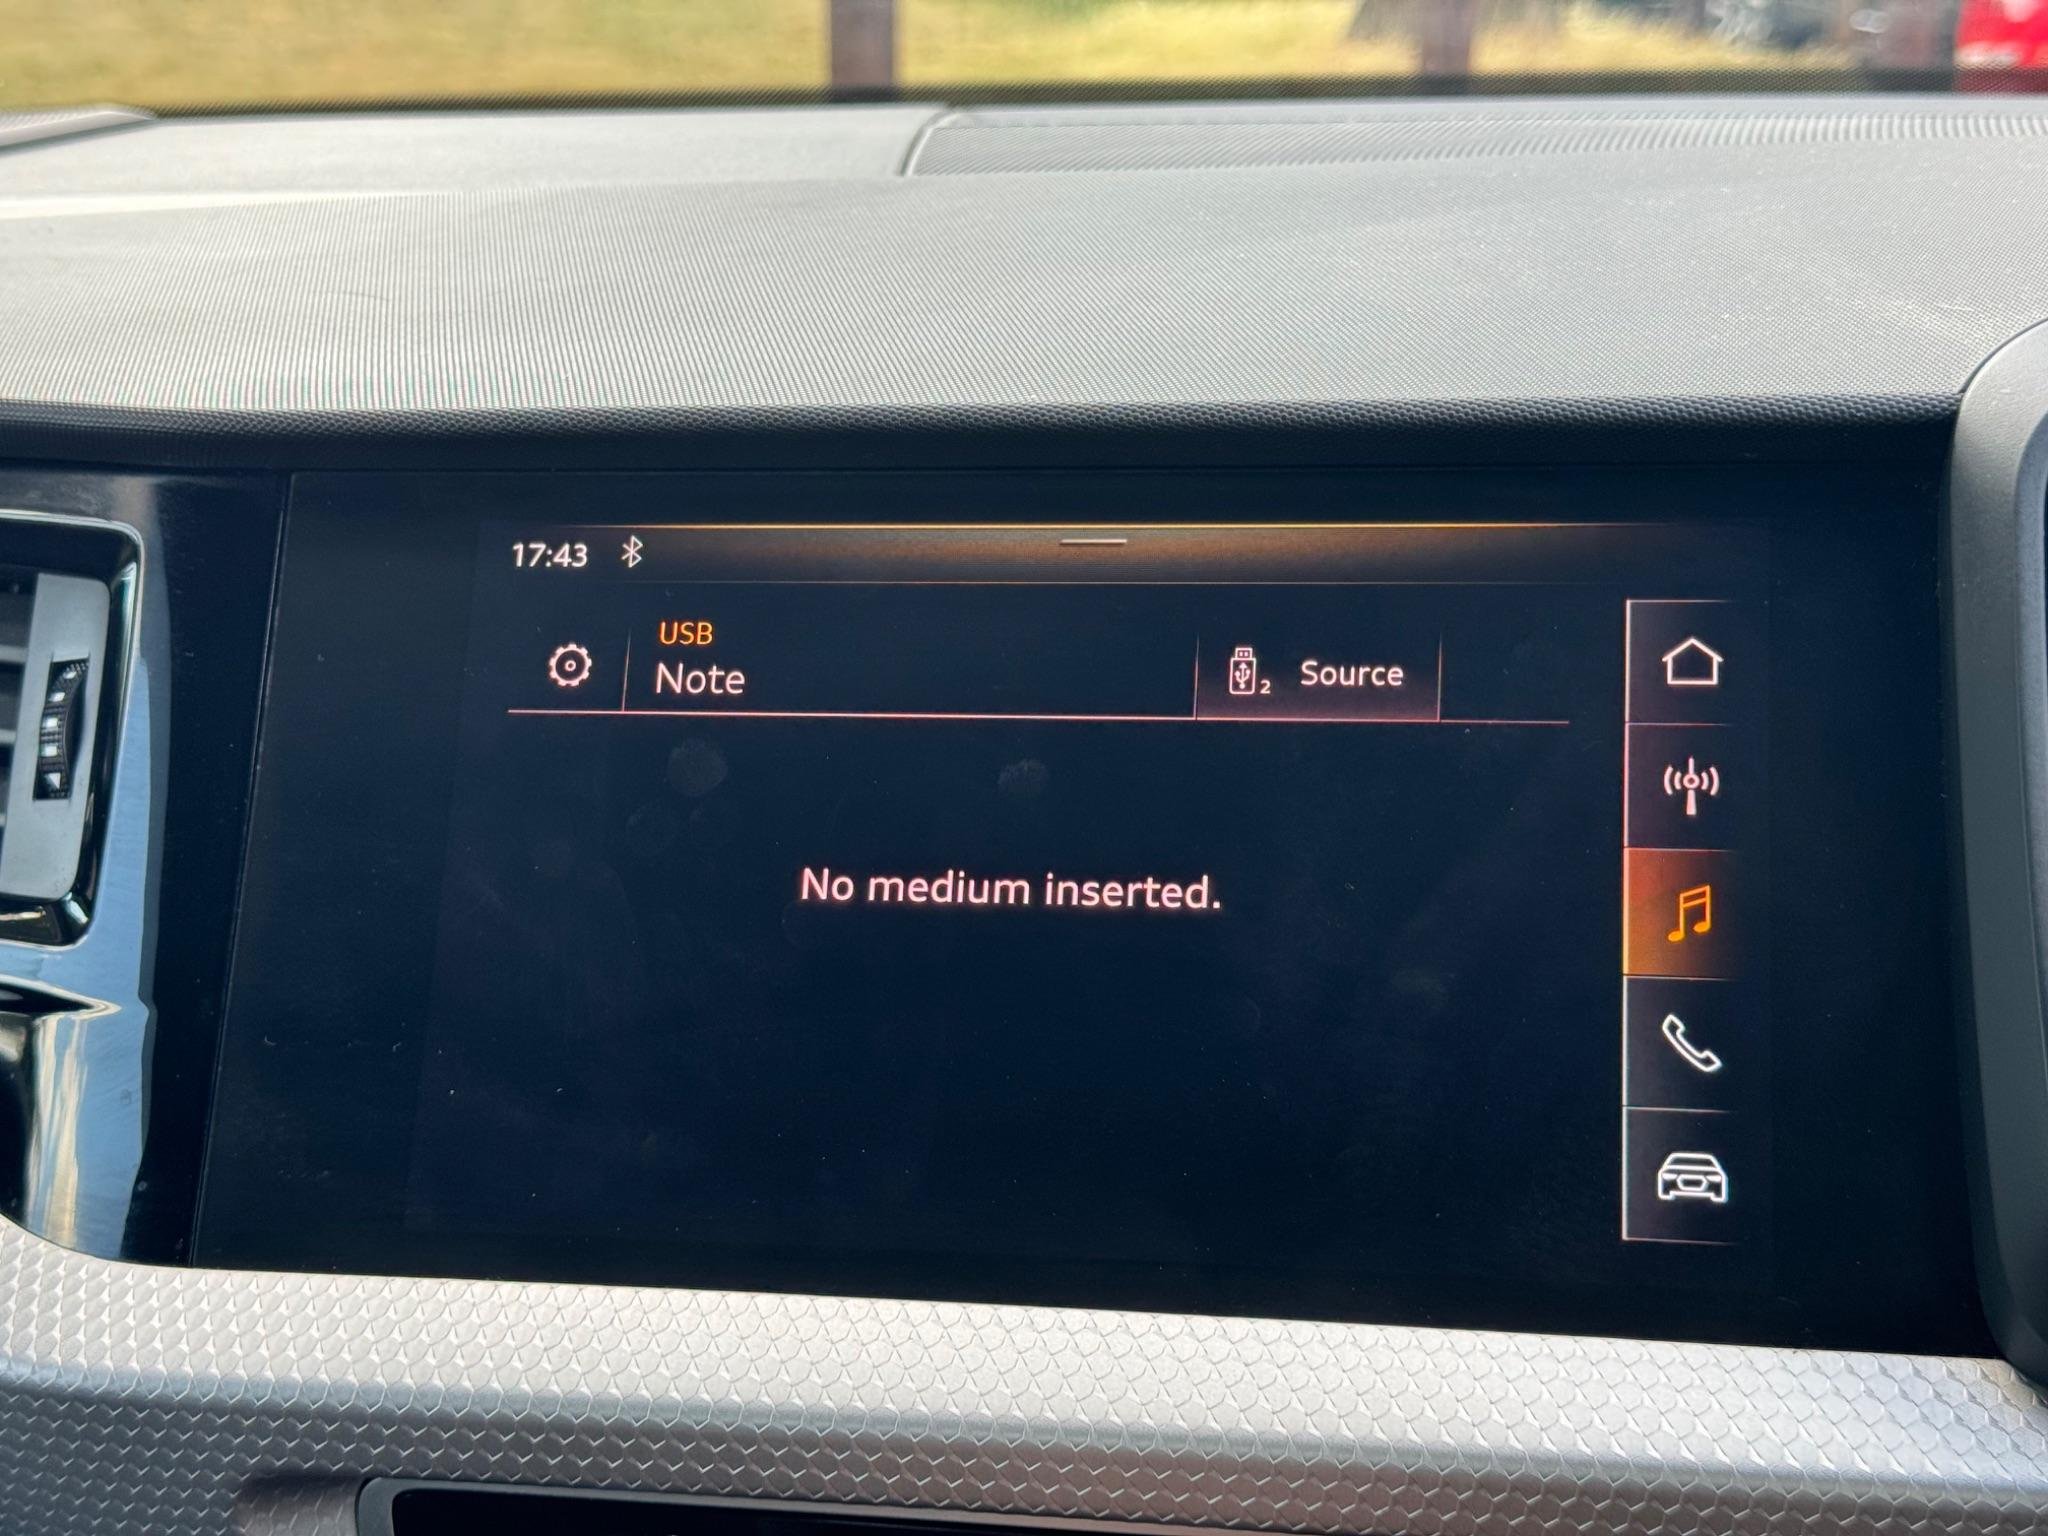 17:43
USB
Note
2 Source
No medium inserted.